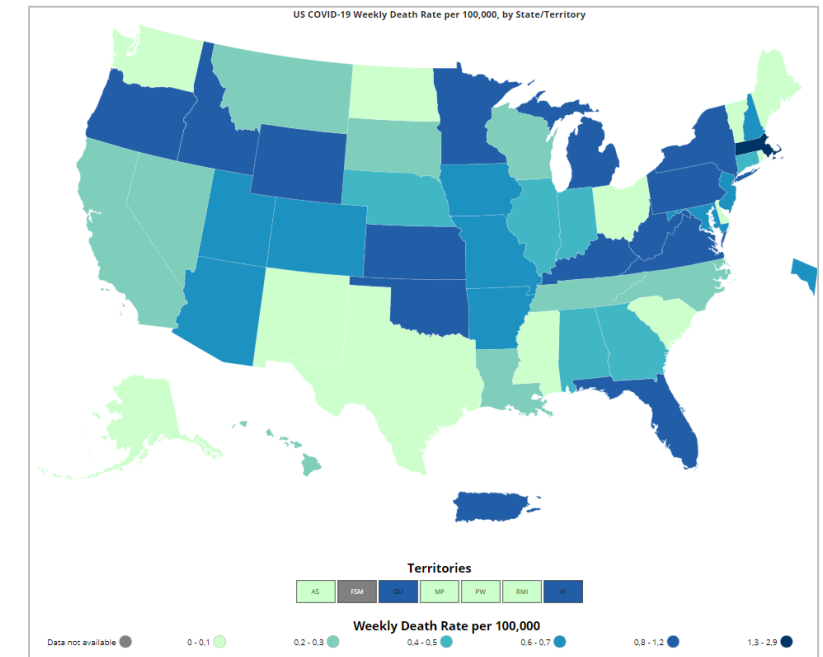 US COVID-19 Weekly Death Rate per 100,000, by State/Territory
Territories
AS FSM GU MP PW RMI VI
Weekly Death Rate per 100,000
Data not available 0 - 0,1 0,2 - 0,3 0,4 - 0,5 0,6 - 0,7 0,8 - 1,2 1,3 - 2,9